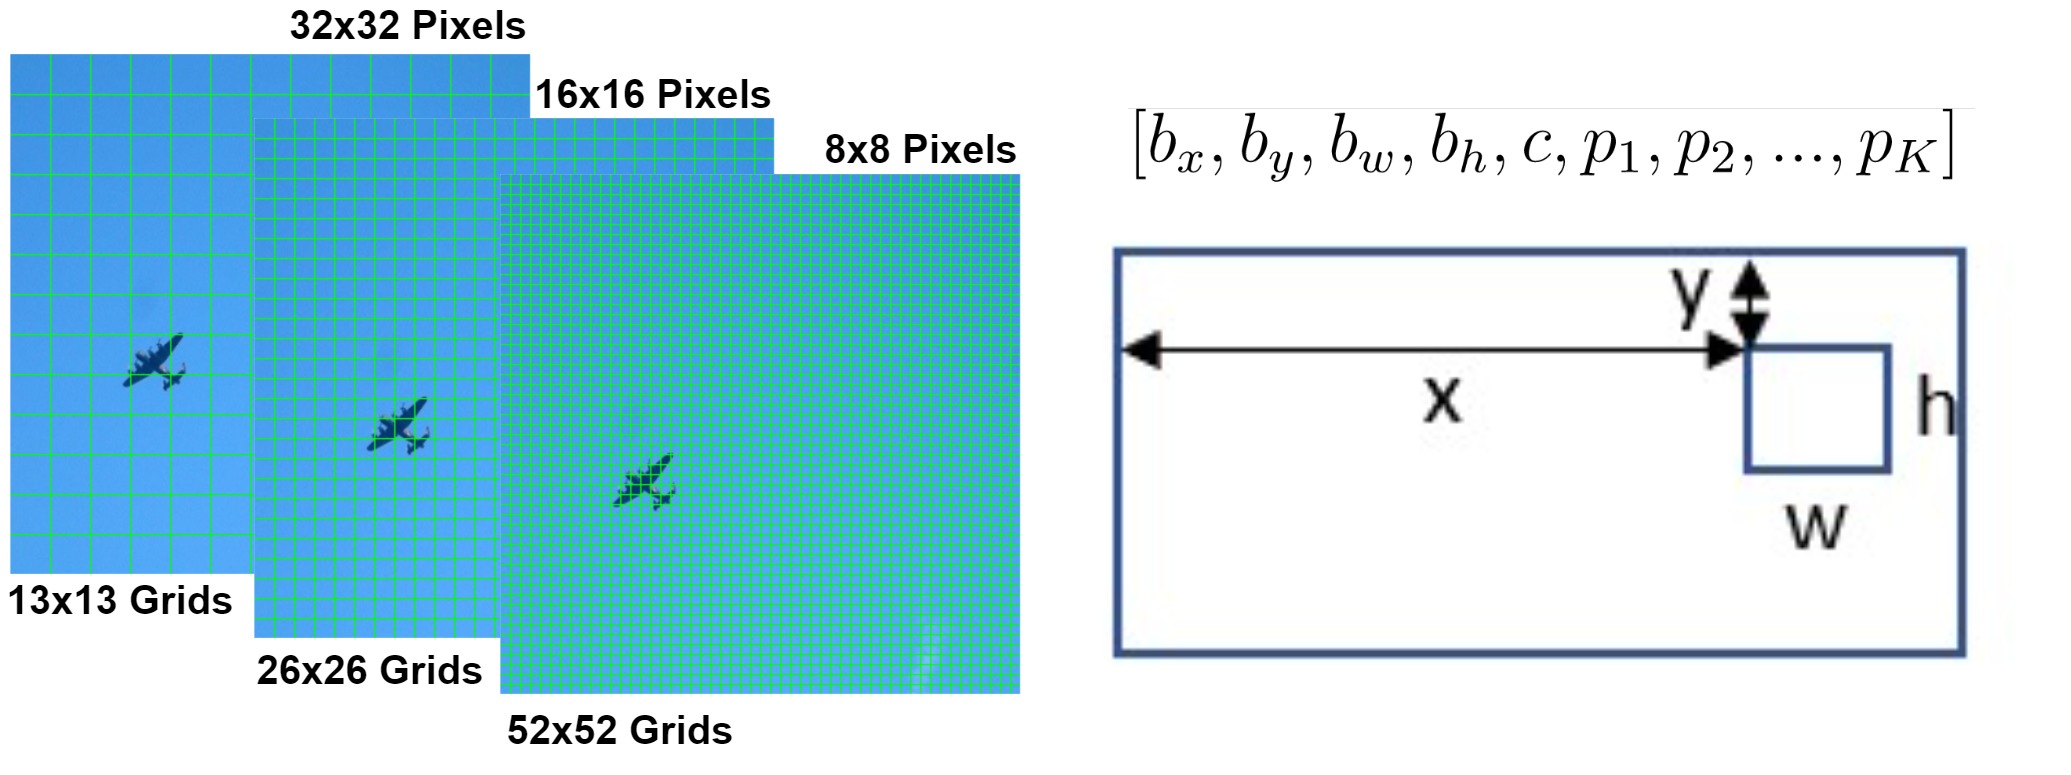 32x32 Pixels
16x16 Pixels
8x8 Pixels
13x13 Grids
26x26 Grids
52x52 Grids
[b_x, b_y, b_w, b_h, c, p_1, p_2, ..., p_K]
y
x
h
w